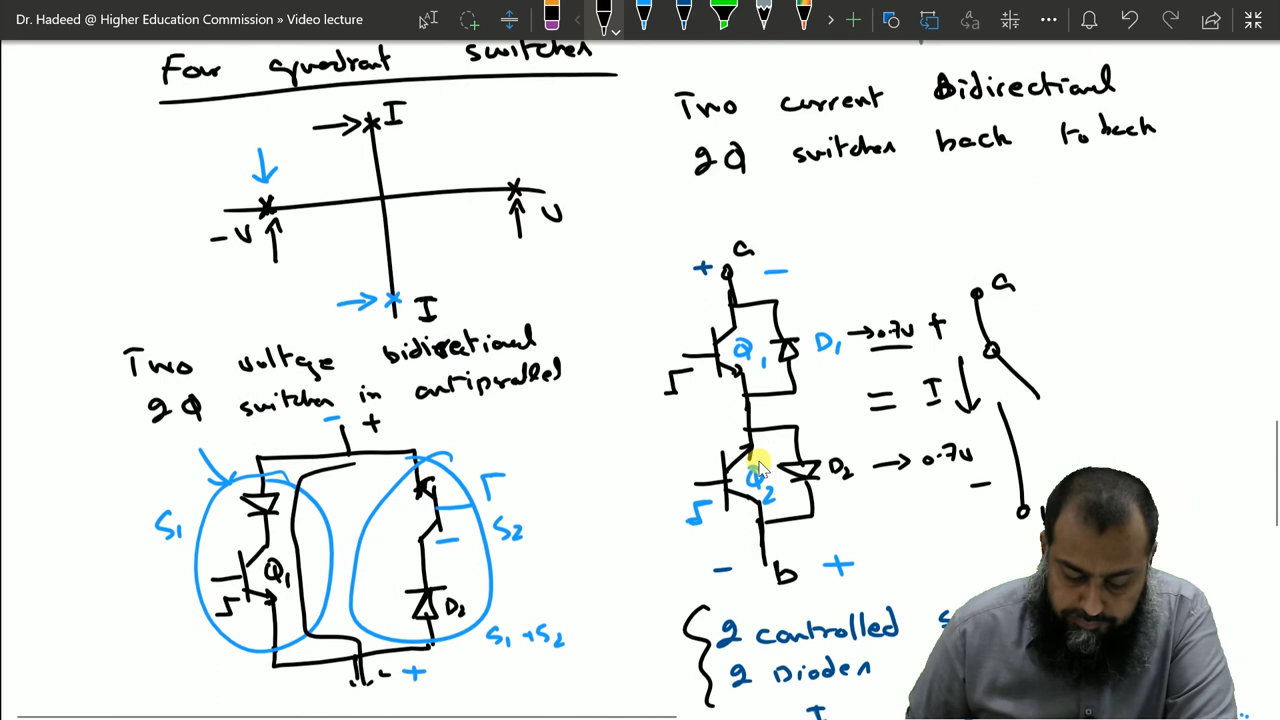 Dr. Hadeed @ Higher Education Commission » Video lecture
Four quadrant switches
I
-V
V
I
Two voltage bidirectional
2Q switches in antiparallel
-
+
S1
Q1
S2
D2
S1 + S2
-
+
Two current Bidirectional
2Q switches back to back
a
+
-
Q1
D1 → 0.7V
Q2
D2 → 0.7V
-
b
+
+
= I
a
-
2 controlled
2 Diodes